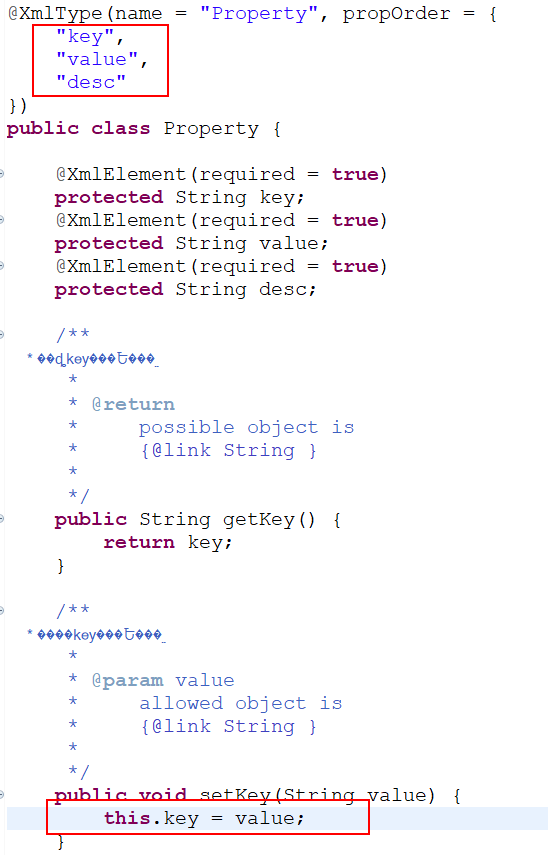 @XmlType(name = "Property", propOrder = {
"key",
"value",
"desc"
})
public class Property {
@XmlElement(required = true)
protected String key;
@XmlElement(required = true)
protected String value;
@XmlElement(required = true)
protected String desc;
/**
* key
*
* @return
* possible object is
* {@link String }
*
*/
public String getKey() {
return key;
}
/**
* key
*
* @param value
* allowed object is
* {@link String }
*
*/
public void setKey(String value) {
this.key = value;
}